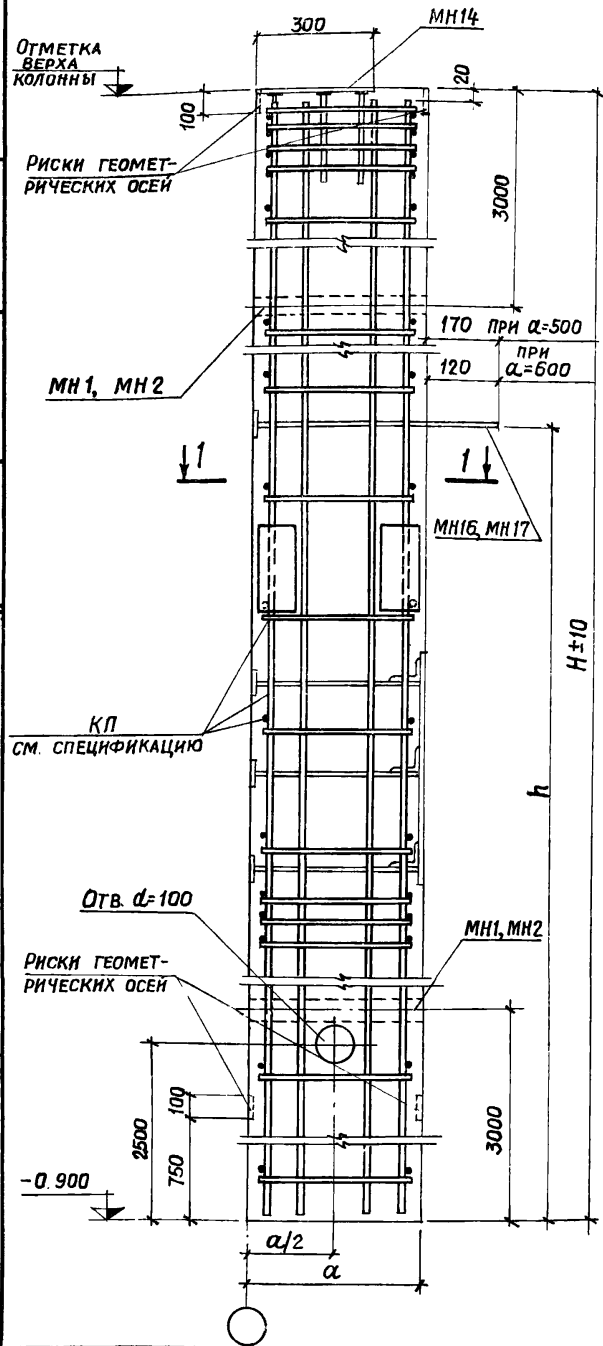 МН14
300
ОТМЕТКА
ВЕРХА
КОЛОННЫ
20
100
РИСКИ ГЕОМЕТ-
РИЧЕСКИХ ОСЕЙ
3000
170 ПРИ а=500
ПРИ
120 а=600
МН1, МН2
1 1
МН16, МН17
Н±10
КП
СМ. СПЕЦИФИКАЦИЮ
h
ОТВ. d=100
МН1, МН2
РИСКИ ГЕОМЕТ-
РИЧЕСКИХ ОСЕЙ
100
2500
750
3000
-0.900
а/2
а